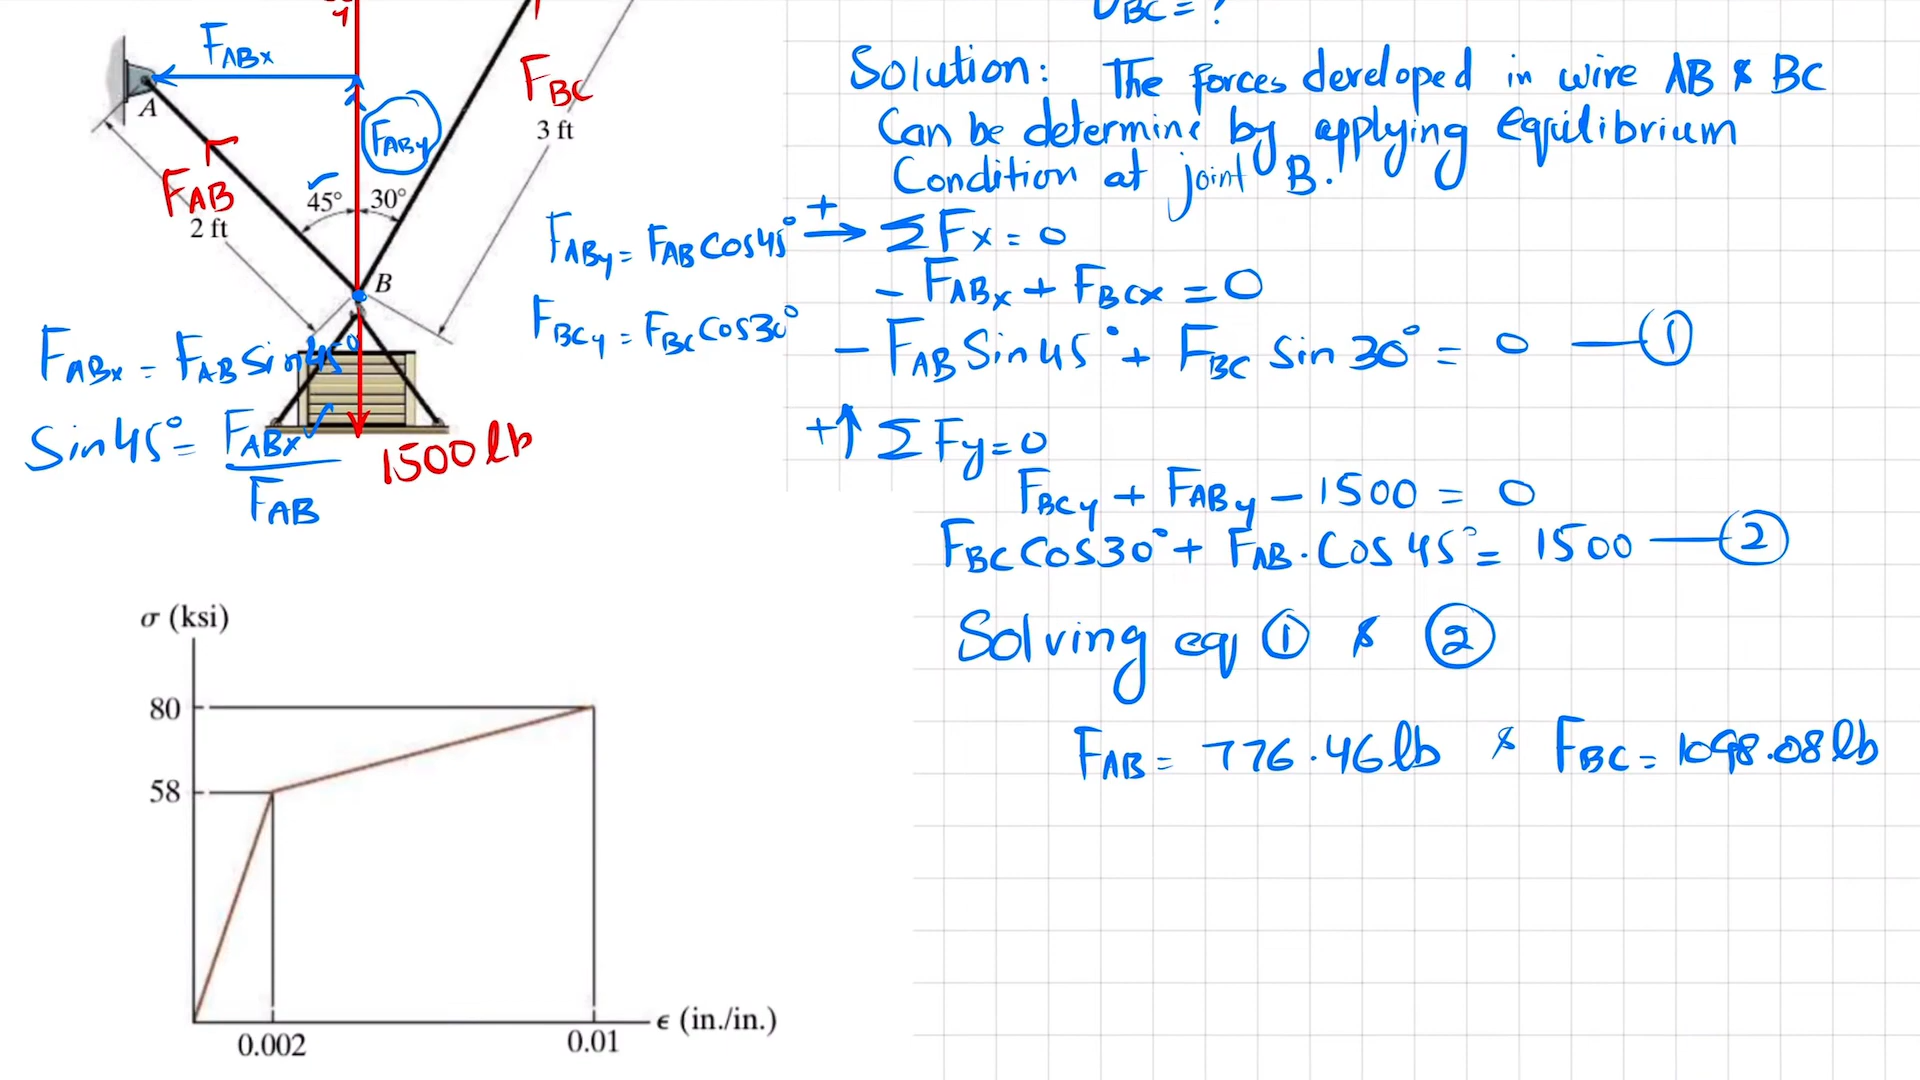 δBC = ?
y
FABx
FBC
A
3 ft
FABy
FAB
45° 30°
2 ft
B
FABx = FAB Sin45°
Sin45° = FABx
FAB
1500 lb
FABy = FAB Cos45°
FBCy = FBC Cos30°
Solution: The forces developed in wire AB & BC
Can be determine by applying Equilibrium
Condition at joint B.
+ → ΣFx = 0
- FABx + FBCx = 0
- FAB Sin45° + FBC Sin 30° = 0 — 1
+↑ ΣFy = 0
FBCy + FABy - 1500 = 0
FBC Cos30° + FAB . Cos 45° = 1500 — 2
Solving eq 1 & 2
FAB = 776.46 lb & FBC = 1098.08 lb
σ (ksi)
80
58
0.002
0.01
ϵ (in./in.)